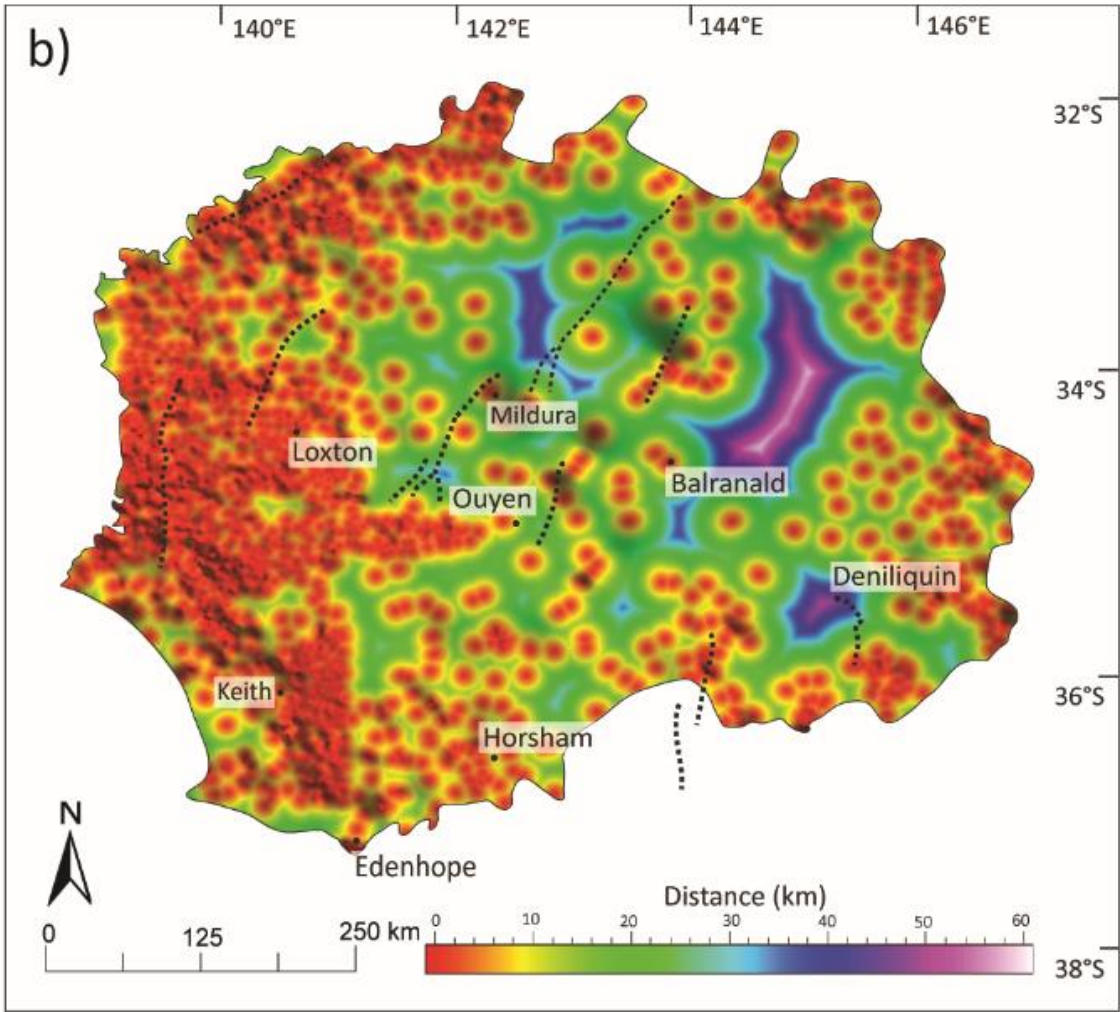 b)
140°E
142°E
144°E
146°E
32°S
34°S
36°S
38°S
Mildura
Loxton
Balranald
Ouyen
Deniliquin
Keith
Horsham
Edenhope
N
0 125 250 km
Distance (km)
0 10 20 30 40 50 60